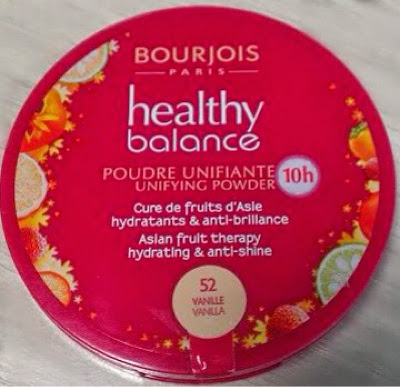 BOURJOIS
PARIS
healthy
balance
POUDRE UNIFIANTE
UNIFYING POWDER
10h
Cure de fruits d'Asie
hydratants & anti-brillance
Asian fruit therapy
hydrating & anti-shine
52
VANILLE
VANILLA